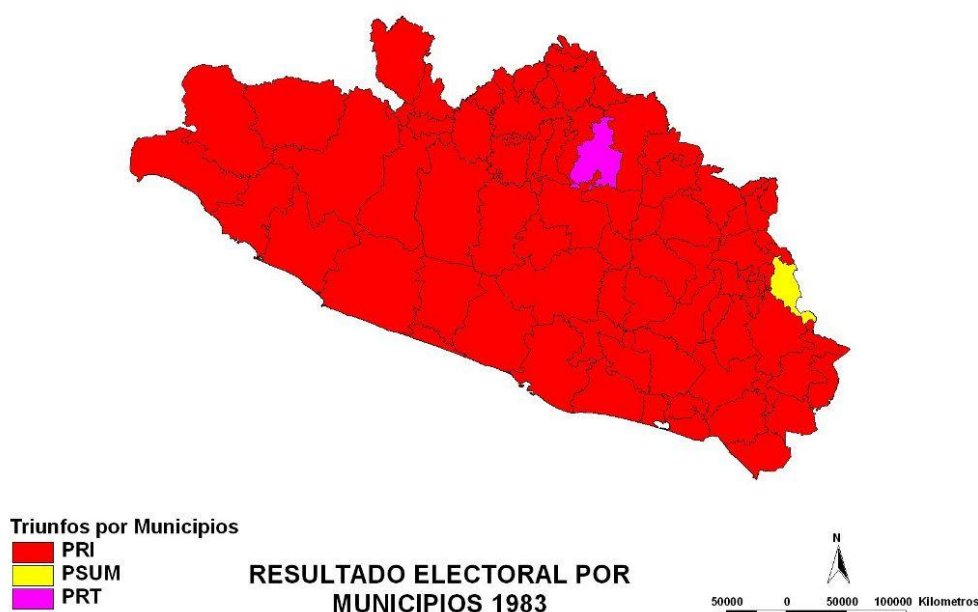 Triunfos por Municipios
PRI
PSUM
PRT
RESULTADO ELECTORAL POR
MUNICIPIOS 1983
N
50000 0 50000 100000 Kilometros